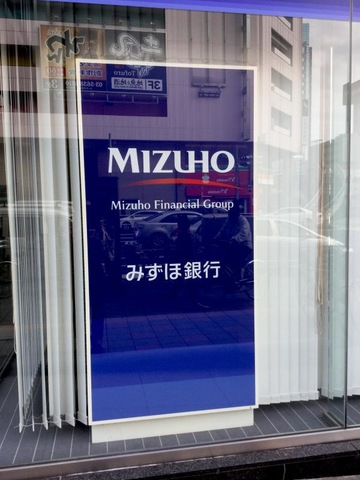 MIZUHO
Mizuho Financial Group
みずほ銀行